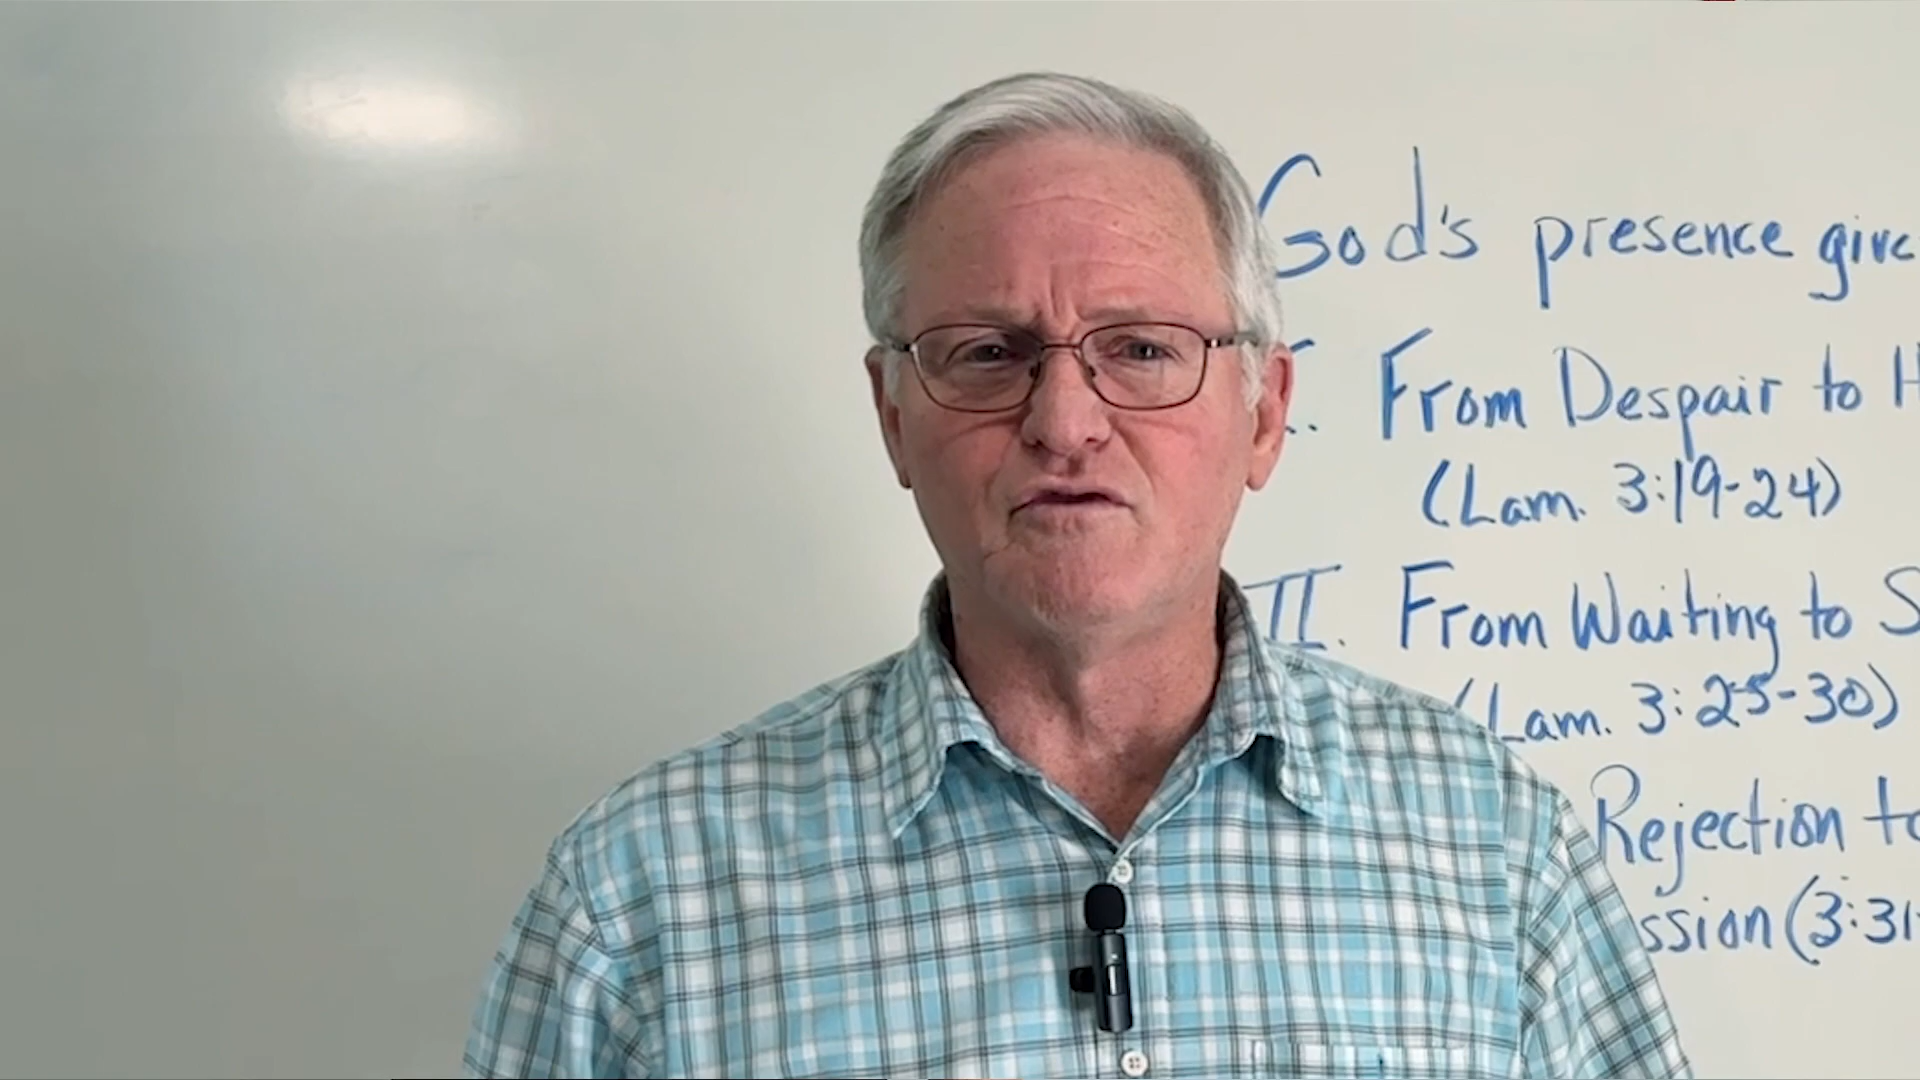 God's presence give
I. From Despair to H
(Lam. 3:19-24)
II. From Waiting to S
(Lam. 3:25-30)
Rejection to
ssion (3:31-